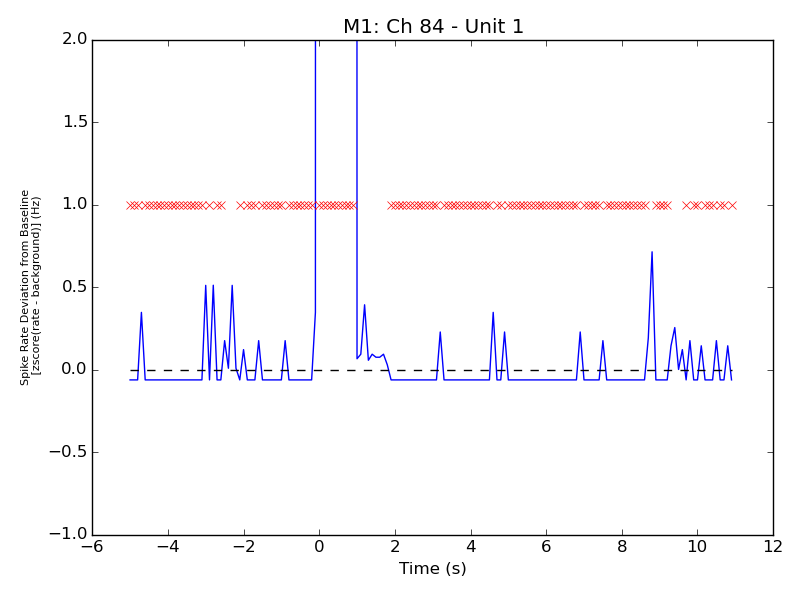 M1: Ch 84 - Unit 1
2.0
1.5
1.0
0.5
0.0
−0.5
−1.0
Spike Rate Deviation from Baseline
[zscore(rate - background)] (Hz)
−6 −4 −2 0 2 4 6 8 10 12
Time (s)